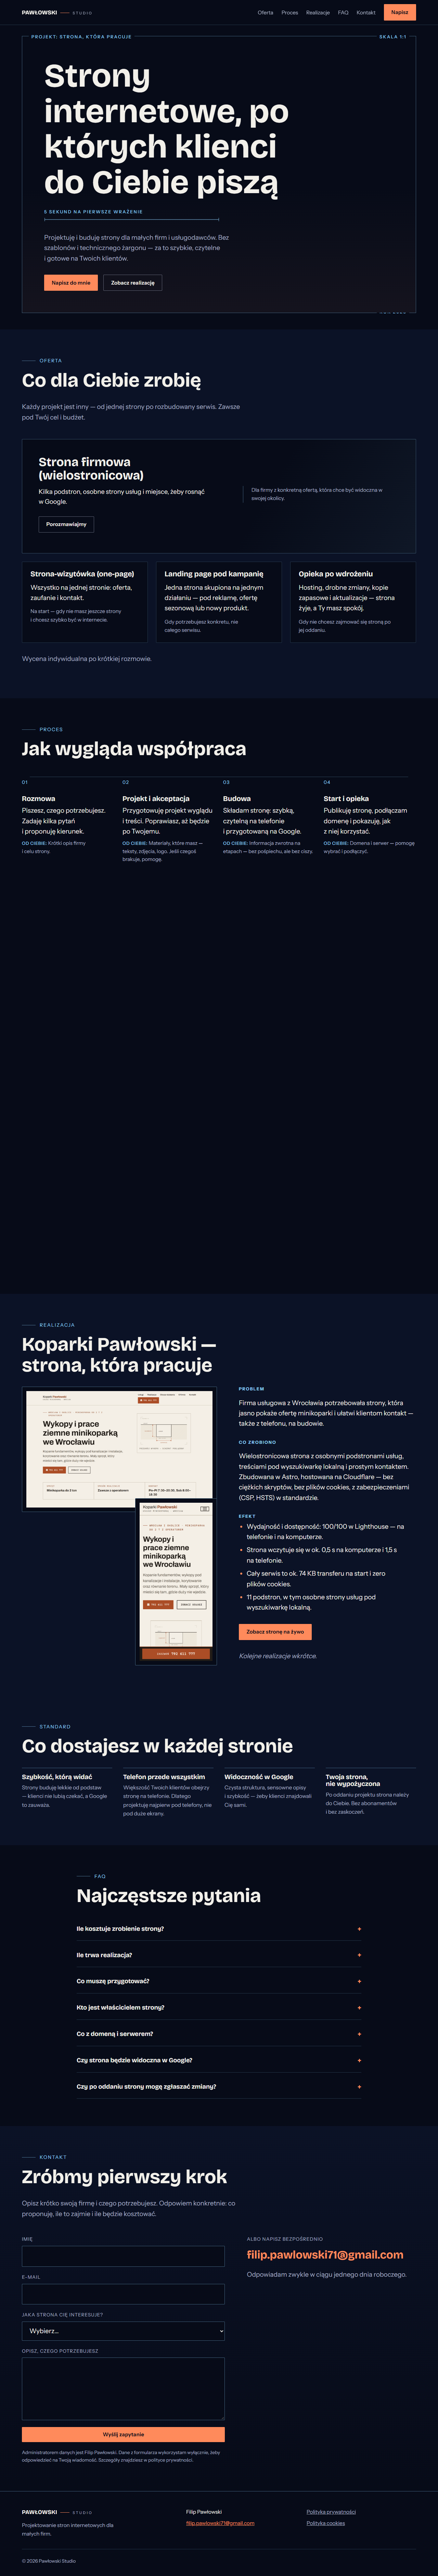 PAWŁOWSKI — STUDIO
Oferta Proces Realizacje FAQ Kontakt Napisz
PROJEKT: STRONA, KTÓRA PRACUJE
SKALA 1:1
Strony
internetowe, po
których klienci
do Ciebie piszą
5 SEKUND NA PIERWSZE WRAŻENIE
Projektuję i buduję strony dla małych firm i usługodawców. Bez
szablonów i technicznego żargonu — za to szybkie, czytelne
i gotowe na Twoich klientów.
Napisz do mnie
Zobacz realizację
OFERTA
Co dla Ciebie zrobię
Każdy projekt jest inny — od jednej strony po rozbudowany serwis. Zawsze
pod Twój cel i budżet.
Strona firmowa
(wielostronicowa)
Kilka podstron, osobne strony usług i miejsce, żeby rosnąć
w Google.
Dla firmy z konkretną ofertą, która chce być widoczna w
swojej okolicy.
Porozmawiajmy
Strona-wizytówka (one-page)
Wszystko na jednej stronie: oferta,
zaufanie i kontakt.
Na start — gdy nie masz jeszcze strony
i chcesz szybko być w internecie.
Landing page pod kampanię
Jedna strona skupiona na jednym
działaniu — pod reklamę, ofertę
sezonową lub nowy produkt.
Gdy potrzebujesz konkretu, nie
całego serwisu.
Opieka po wdrożeniu
Hosting, drobne zmiany, kopie
zapasowe i aktualizacje — strona
żyje, a Ty masz spokój.
Gdy nie chcesz zajmować się stroną po
jej oddaniu.
Wycena indywidualna po krótkiej rozmowie.
PROCES
Jak wygląda współpraca
01
Rozmowa
Piszesz, czego potrzebujesz.
Zadaję kilka pytań
i proponuję kierunek.
OD CIEBIE: Krótki opis firmy
i celu strony.
02
Projekt i akceptacja
Przygotowuję projekt wyglądu
i treści. Poprawiasz, aż będzie
po Twojemu.
OD CIEBIE: Materiały, które masz —
teksty, zdjęcia, logo. Jeśli czegoś
brakuje, pomogę.
03
Budowa
Składam stronę: szybką,
czytelną na telefonie
i przygotowaną na Google.
OD CIEBIE: Informacja zwrotna na
etapach — bez pośpiechu, ale bez ciszy.
04
Start i opieka
Publikuję stronę, podłączam
domenę i pokazuję, jak
z niej korzystać.
OD CIEBIE: Domena i serwer — pomogę
wybrać i podłączyć.
REALIZACJA
Koparki Pawłowski —
strona, która pracuje
Koparki Pawłowski
Wykopy i prace
ziemne minikoparką
we Wrocławiu
Koparki Pawłowski
Wykopy i
prace ziemne
minikoparką
we Wrocławiu
792 011 777
PROBLEM
Firma usługowa z Wrocławia potrzebowała strony, która
jasno pokaże ofertę minikoparki i ułatwi klientom kontakt —
także z telefonu, na budowie.
CO ZROBIONO
Wielostronicowa strona z osobnymi podstronami usług,
treściami pod wyszukiwarkę lokalną i prostym kontaktem.
Zbudowana w Astro, hostowana na Cloudflare — bez
ciężkich skryptów, bez plików cookies, z zabezpieczeniami
(CSP, HSTS) w standardzie.
EFEKT
Wydajność i dostępność: 100/100 w Lighthouse — na
telefonie i na komputerze.
Strona wczytuje się w ok. 0,5 s na komputerze i 1,5 s
na telefonie.
Cały serwis to ok. 74 KB transferu na start i zero
plików cookies.
11 podstron, w tym osobne strony usług pod
wyszukiwarkę lokalną.
Zobacz stronę na żywo
Kolejne realizacje wkrótce.
STANDARD
Co dostajesz w każdej stronie
Szybkość, którą widać
Strony buduję lekkie od podstaw
— klienci nie lubią czekać, a Google
to zauważa.
Telefon przede wszystkim
Większość Twoich klientów obejrzy
stronę na telefonie. Dlatego
projektuję najpierw pod telefony, nie
pod duże ekrany.
Widoczność w Google
Czysta struktura, sensowne opisy
i szybkość — żeby klienci znajdowali
Cię sami.
Twoja strona,
nie wypożyczona
Po oddaniu projektu strona należy
do Ciebie. Bez abonamentów
i bez zaskoczeń.
FAQ
Najczęstsze pytania
Ile kosztuje zrobienie strony? +
Ile trwa realizacja? +
Co muszę przygotować? +
Kto jest właścicielem strony? +
Co z domeną i serwerem? +
Czy strona będzie widoczna w Google? +
Czy po oddaniu strony mogę zgłaszać zmiany? +
KONTAKT
Zróbmy pierwszy krok
Opisz krótko swoją firmę i czego potrzebujesz. Odpowiem konkretnie: co
proponuję, ile to zajmie i ile będzie kosztować.
IMIĘ
E-MAIL
JAKA STRONA CIĘ INTERESUJE?
Wybierz...
OPISZ, CZEGO POTRZEBUJESZ
Wyślij zapytanie
Administratorem danych jest Filip Pawłowski. Dane z formularza wykorzystam wyłącznie, żeby
odpowiedzieć na Twoją wiadomość. Szczegóły znajdziesz w polityce prywatności.
ALBO NAPISZ BEZPOŚREDNIO
filip.pawlowski71@gmail.com
Odpowiadam zwykle w ciągu jednego dnia roboczego.
PAWŁOWSKI — STUDIO
Projektowanie stron internetowych dla
małych firm.
Filip Pawłowski
filip.pawlowski71@gmail.com
Polityka prywatności
Polityka cookies
© 2026 Pawłowski Studio